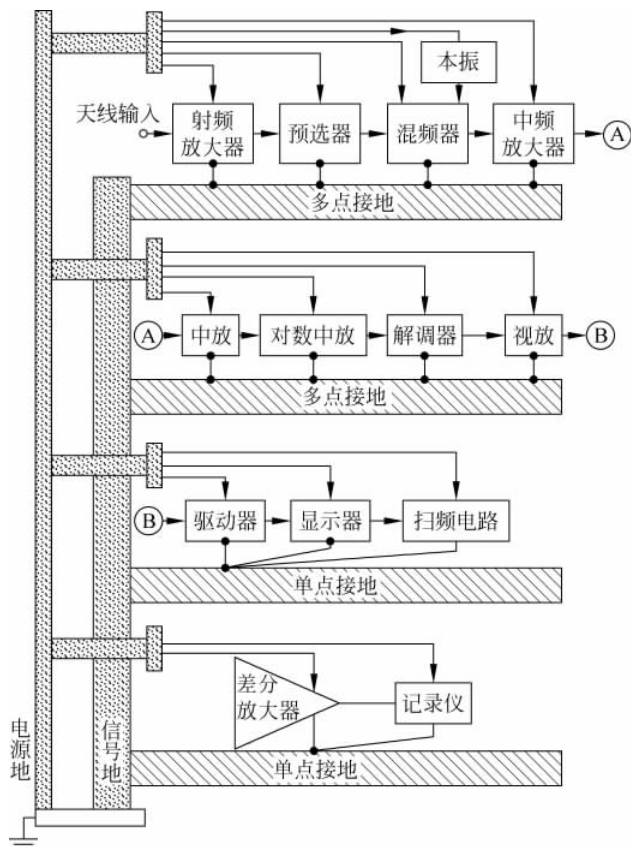 本振
天线输入
射频
放大器
预选器
混频器
中频
放大器
A
多点接地
A
中放
对数中放
解调器
视放
B
多点接地
B
驱动器
显示器
扫频电路
单点接地
差分
放大器
记录仪
单点接地
电源地
信号地